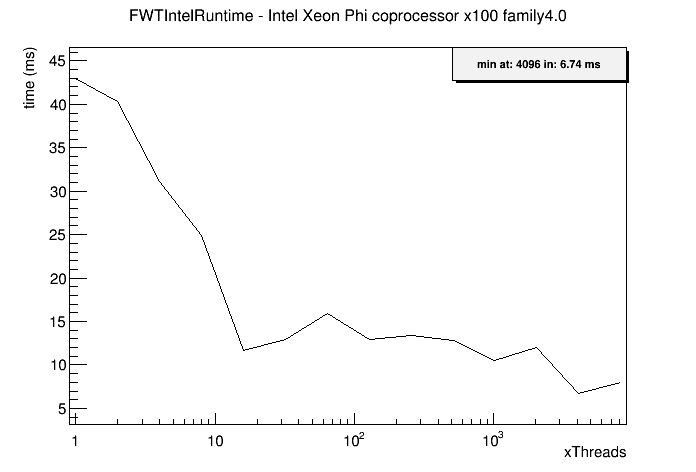 FWTIntelRuntime - Intel Xeon Phi coprocessor x100 family4.0
min at: 4096 in: 6.74 ms
time (ms)
45
40
35
30
25
20
15
10
5
1 10 10² 10³
xThreads